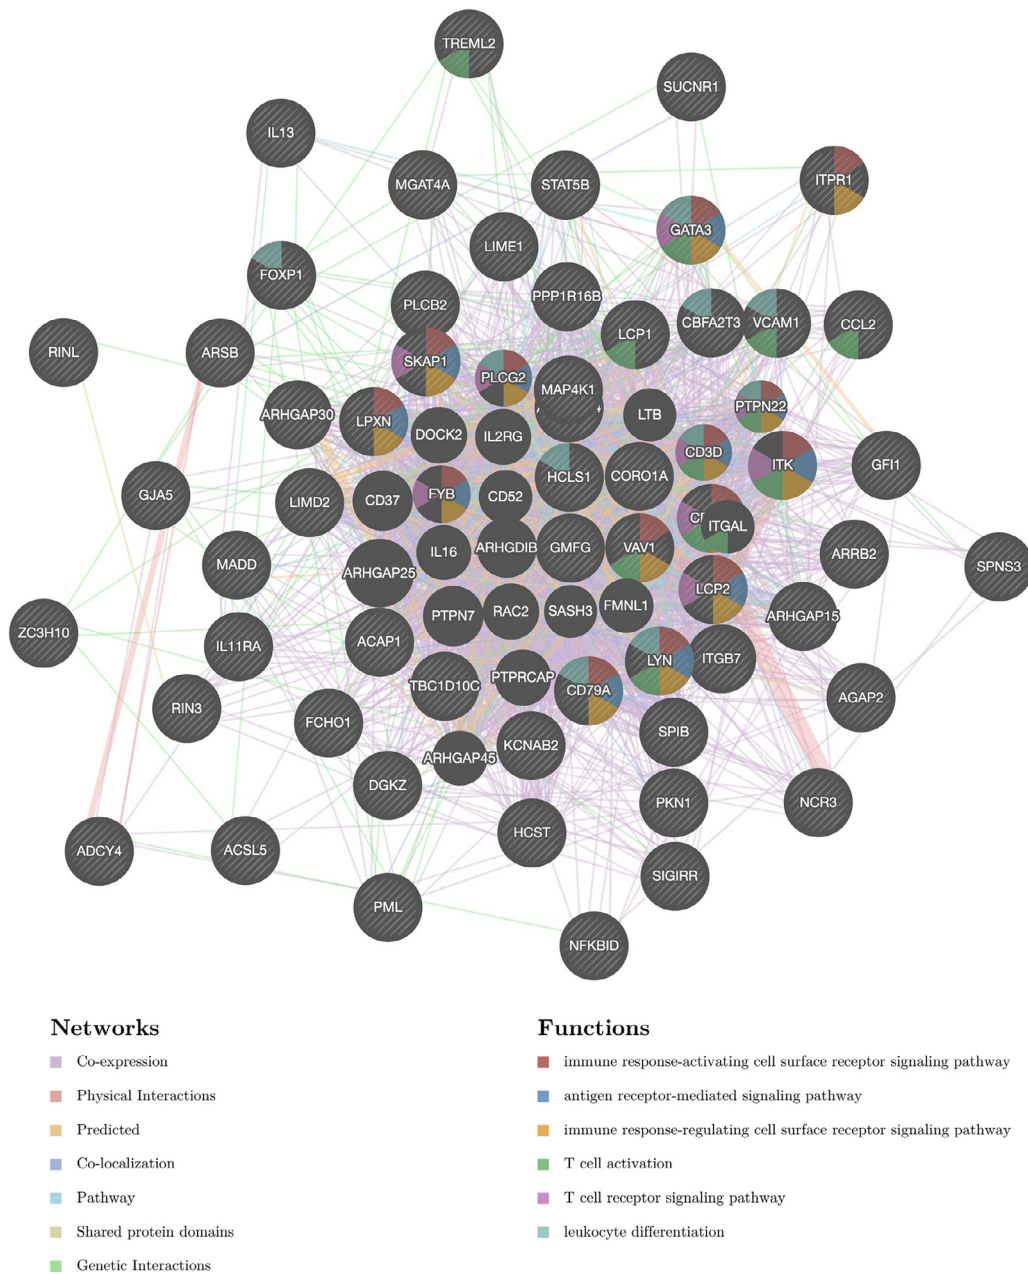 TREML2
SUCNR1
IL13
ITPR1
MGAT4A
STAT5B
GATA3
LIME1
FOXP1
PLCB2
PPP1R16B
LCP1
CBFA2T3
VCAM1
CCL2
RINL
ARSB
SKAP1
PLCG2
MAP4K1
ARHGAP30
LPXN
DOCK2
IL2RG
LTB
PTPN22
CD3D
ITK
GFI1
GJA5
LIMD2
CD37
FYB
CD52
HCLS1
CORO1A
ITGAL
MADD
ARHGAP25
IL16
ARHGDIB
GMFG
VAV1
ARRB2
SPNS3
LCP2
ZC3H10
IL11RA
ACAP1
PTPN7
RAC2
SASH3
FMNL1
ARHGAP15
RIN3
FCHO1
TBC1D10C
PTPRCAP
CD79A
LYN
ITGB7
AGAP2
DGKZ
ARHGAP45
KCNAB2
SPIB
ADCY4
ACSL5
HCST
PKN1
NCR3
PML
SIGIRR
NFKBID
Networks
Co-expression
Physical Interactions
Predicted
Co-localization
Pathway
Shared protein domains
Genetic Interactions
Functions
immune response-activating cell surface receptor signaling pathway
antigen receptor-mediated signaling pathway
immune response-regulating cell surface receptor signaling pathway
T cell activation
T cell receptor signaling pathway
leukocyte differentiation